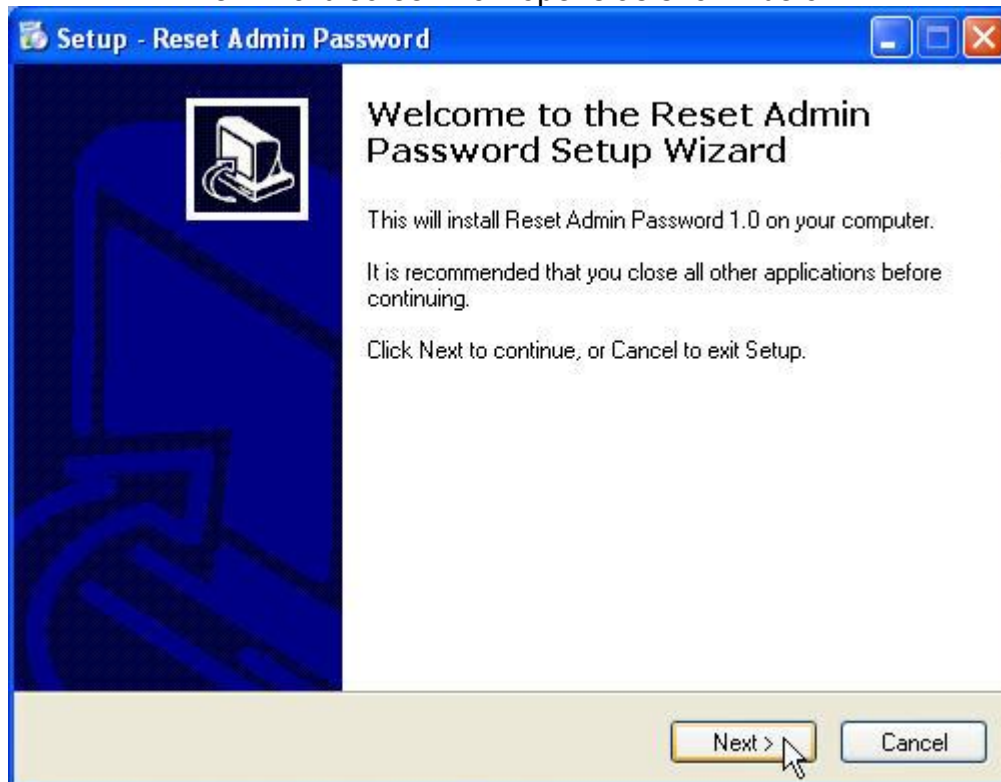 Setup - Reset Admin Password
Welcome to the Reset Admin
Password Setup Wizard
This will install Reset Admin Password 1.0 on your computer.
It is recommended that you close all other applications before
continuing.
Click Next to continue, or Cancel to exit Setup.
Next >
Cancel